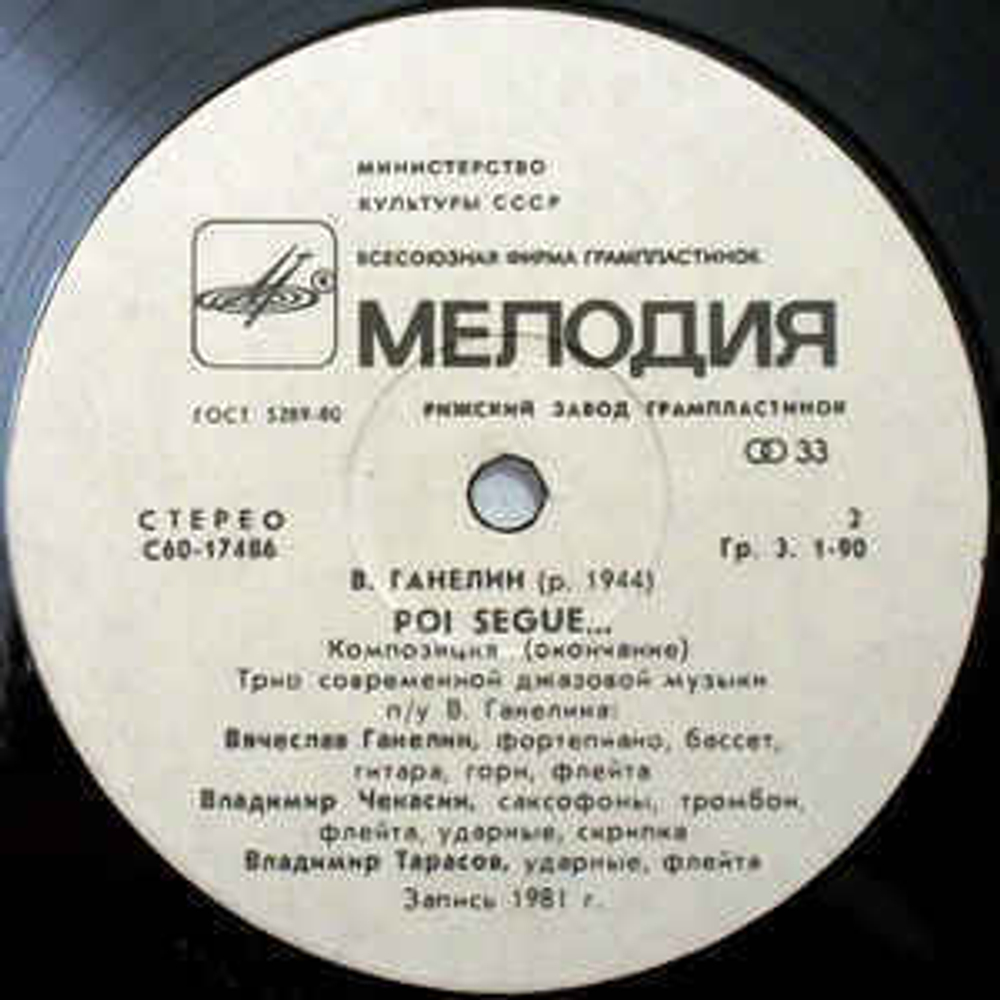 МИНИСТЕРСТВО
КУЛЬТУРЫ СССР
ВСЕСОЮЗНАЯ ФИРМА ГРАМПЛАСТИНОК
МЕЛОДИЯ
ГОСТ 5289-80
РИЖСКИЙ ЗАВОД ГРАМПЛАСТИНОК
33
СТЕРЕО
2
С60-17486
Гр. 3. 1-90
В. ГАНЕЛИН (р. 1944)
POI SEGUE...
Композиция (окончание)
Трио современной джазовой музыки
п/у В. Ганелина:
Вячеслав Ганелин, фортепиано, бассет,
гитара, горн, флейта
Владимир Чекасин, саксофоны, тромбон,
флейта, ударные, скрипка
Владимир Тарасов, ударные, флейта
Запись 1981 г.